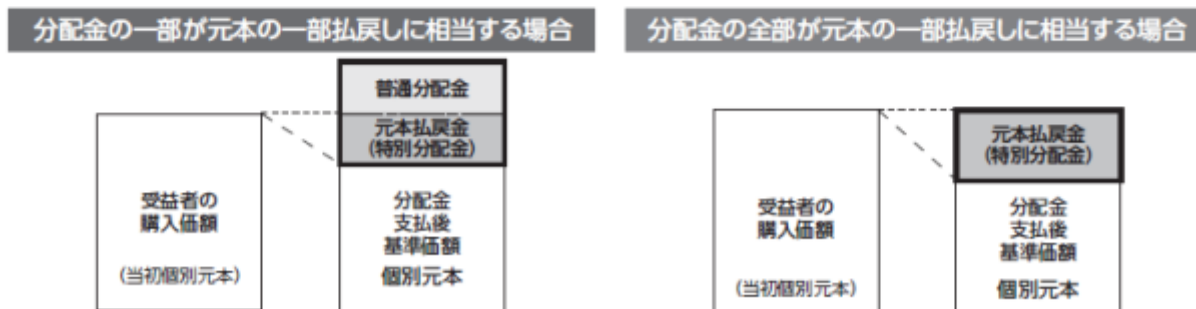 分配金の一部が元本の一部払戻しに相当する場合
普通分配金
元本払戻金
(特別分配金)
受益者の
購入価額
(当初個別元本)
分配金
支払後
基準価額
個別元本
分配金の全部が元本の一部払戻しに相当する場合
元本払戻金
(特別分配金)
受益者の
購入価額
(当初個別元本)
分配金
支払後
基準価額
個別元本